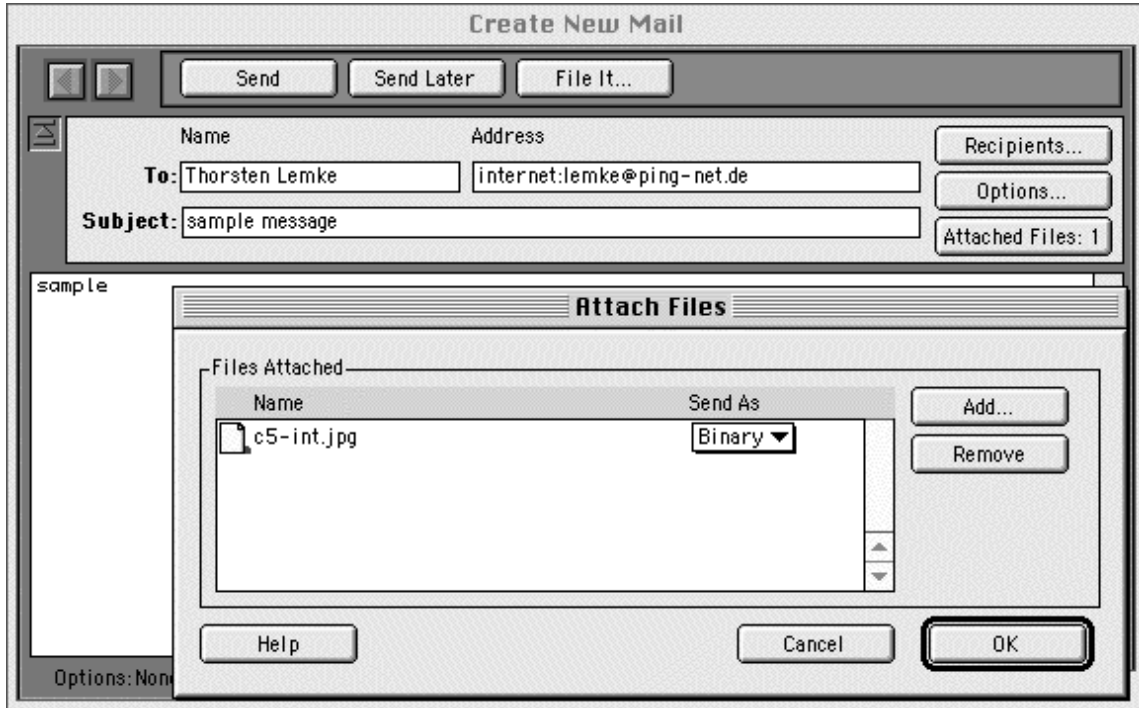 Create New Mail
Send Send Later File It...
Name Address
To: Thorsten Lemke internet:lemke@ping-net.de
Recipients...
Options...
Subject: sample message
Attached Files: 1
sample
Attach Files
Files Attached
Name Send As
c5-int.jpg Binary
Add...
Remove
Help Cancel OK
Options: